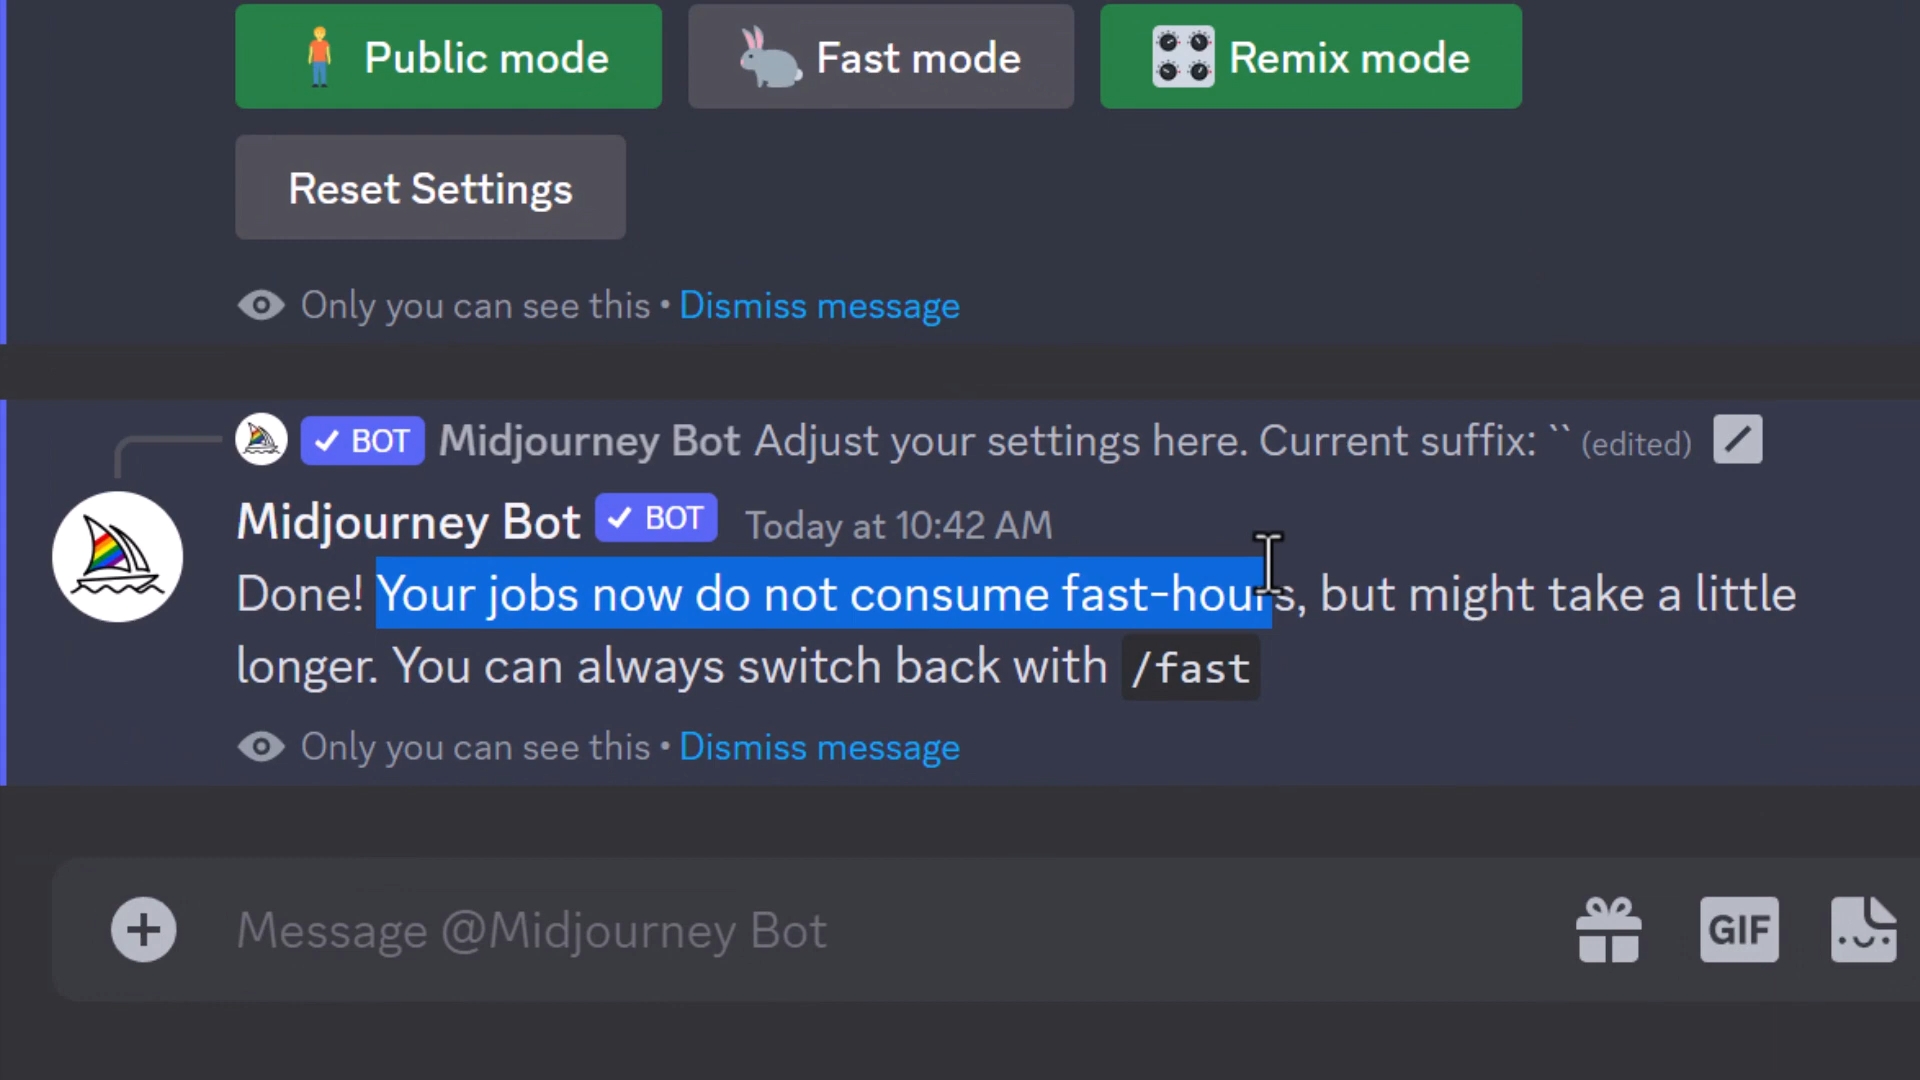 Public mode
Fast mode
Remix mode
Reset Settings
Only you can see this • Dismiss message
BOT Midjourney Bot Adjust your settings here. Current suffix: `` (edited)
Midjourney Bot BOT Today at 10:42 AM
Done! Your jobs now do not consume fast-hours, but might take a little
longer. You can always switch back with /fast
Only you can see this • Dismiss message
Message @Midjourney Bot
GIF